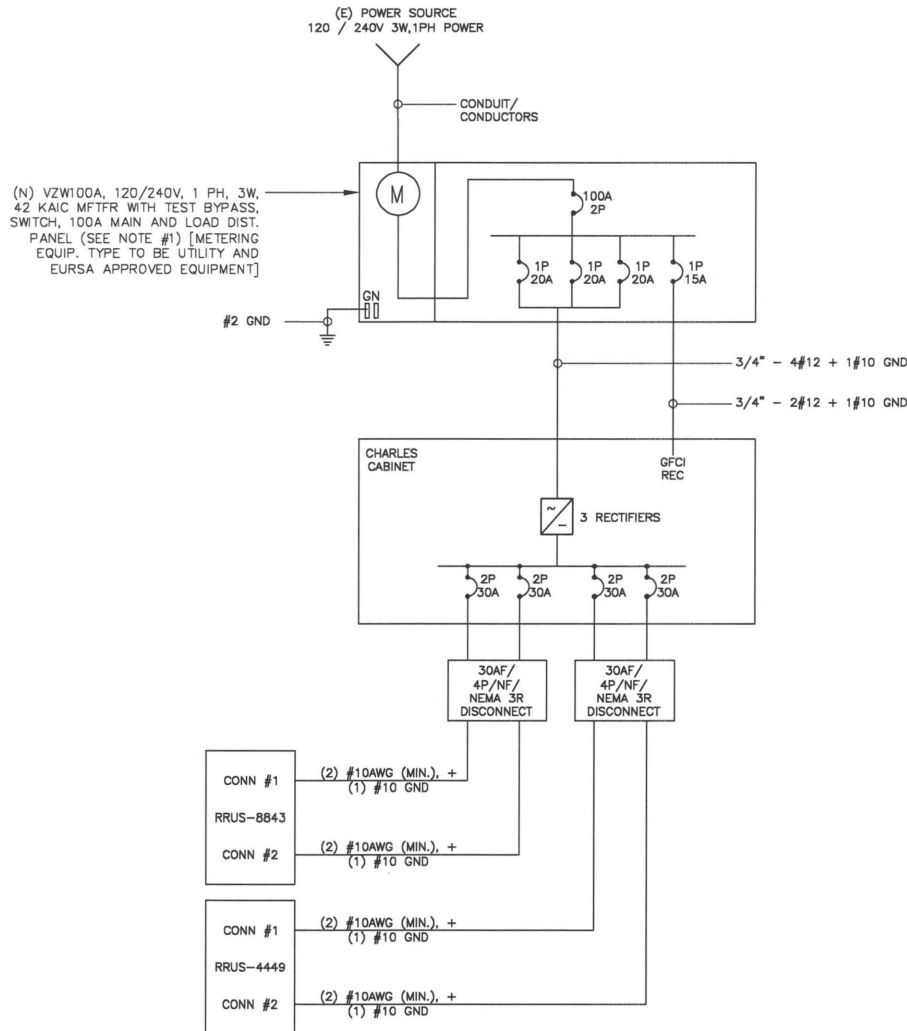 (E) POWER SOURCE
120 / 240V 3W,1PH POWER
CONDUIT/
CONDUCTORS
(N) VZW100A, 120/240V, 1 PH, 3W,
42 KAIC MFTFR WITH TEST BYPASS,
SWITCH, 100A MAIN AND LOAD DIST.
PANEL (SEE NOTE #1) [METERING
EQUIP. TYPE TO BE UTILITY AND
EURSA APPROVED EQUIPMENT]
M
100A
2P
1P
20A
1P
20A
1P
20A
1P
15A
GN
#2 GND
3/4" - 4#12 + 1#10 GND
3/4" - 2#12 + 1#10 GND
CHARLES
CABINET
GFCI
REC
3 RECTIFIERS
2P
30A
2P
30A
2P
30A
2P
30A
30AF/
4P/NF/
NEMA 3R
DISCONNECT
30AF/
4P/NF/
NEMA 3R
DISCONNECT
CONN #1
(2) #10AWG (MIN.), +
(1) #10 GND
RRUS-8843
CONN #2
(2) #10AWG (MIN.), +
(1) #10 GND
CONN #1
(2) #10AWG (MIN.), +
(1) #10 GND
RRUS-4449
CONN #2
(2) #10AWG (MIN.), +
(1) #10 GND